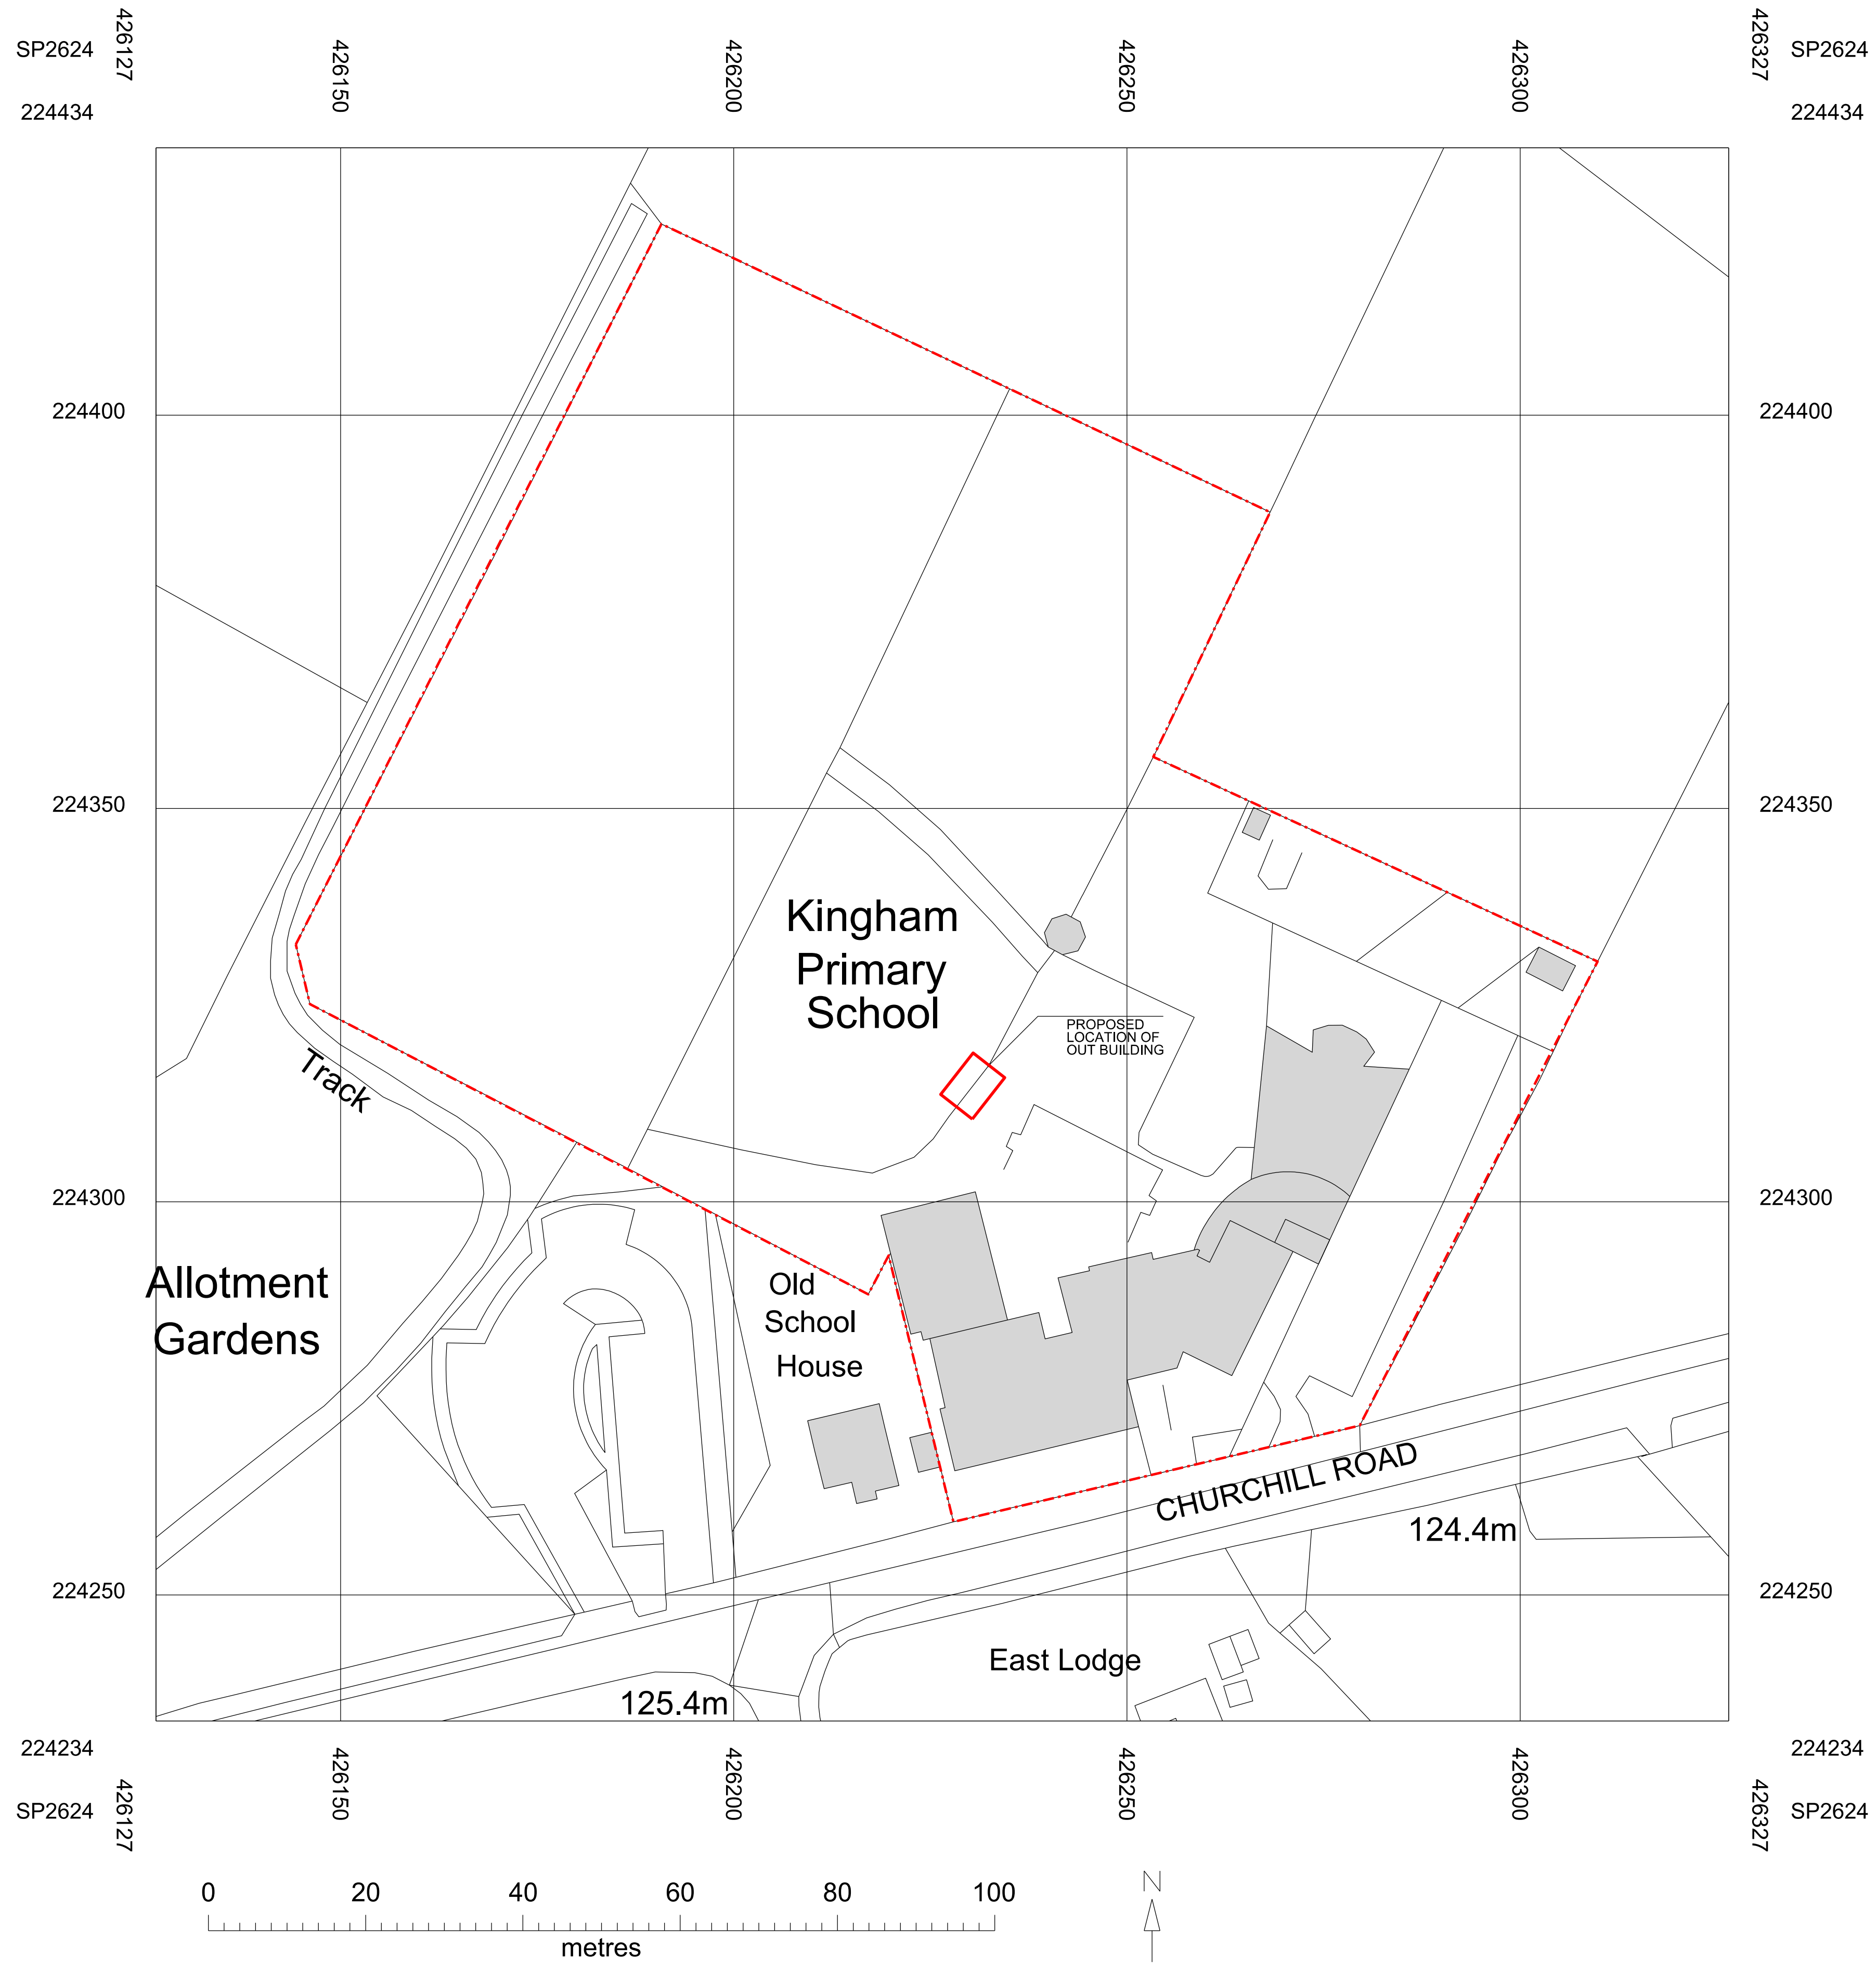 SP2624
426127
426150
426200
426250
426300
426327
SP2624
224434
224434
224400
224400
224350
224350
Kingham
Primary
School
PROPOSED
LOCATION OF
OUT BUILDING
Track
224300
224300
Allotment
Gardens
Old
School
House
CHURCHILL ROAD
124.4m
224250
224250
East Lodge
125.4m
224234
224234
SP2624
426127
426150
426200
426250
426300
426327
SP2624
0 20 40 60 80 100
metres
N